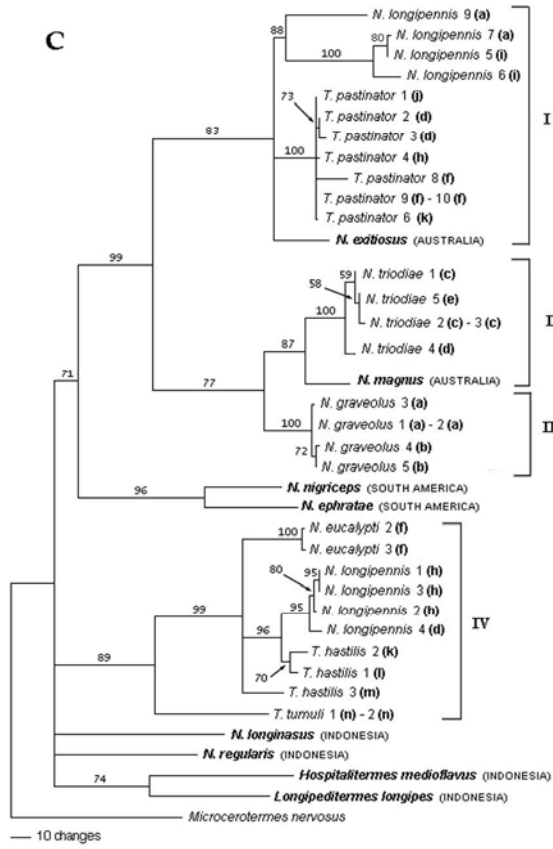 C
88
N. longipennis 9 (a)
N. longipennis 7 (a)
80
100
N. longipennis 5 (i)
N. longipennis 6 (i)
T. pastinator 1 (j)
73
T. pastinator 2 (d)
T. pastinator 3 (d)
I
83
100
T. pastinator 4 (h)
T. pastinator 8 (f)
T. pastinator 9 (f) - 10 (f)
T. pastinator 6 (k)
N. exitiosus (AUSTRALIA)
99
59
N. triodiae 1 (c)
58
N. triodiae 5 (e)
100
N. triodiae 2 (c) - 3 (c)
I
87
N. triodiae 4 (d)
71
77
N. magnus (AUSTRALIA)
N. graveolus 3 (a)
100
N. graveolus 1 (a) - 2 (a)
II
72
N. graveolus 4 (b)
N. graveolus 5 (b)
96
N. nigriceps (SOUTH AMERICA)
N. ephratae (SOUTH AMERICA)
100
N. eucalypti 2 (f)
N. eucalypti 3 (f)
80
95
N. longipennis 1 (h)
N. longipennis 3 (h)
99
95
N. longipennis 2 (h)
IV
96
N. longipennis 4 (d)
T. hastilis 2 (k)
89
70
T. hastilis 1 (l)
T. hastilis 3 (m)
T. tumuli 1 (n) - 2 (n)
N. longinasus (INDONESIA)
N. regularis (INDONESIA)
74
Hospitalitermes medioflavus (INDONESIA)
Longipeditermes longipes (INDONESIA)
Microcerotermes nervosus
10 changes